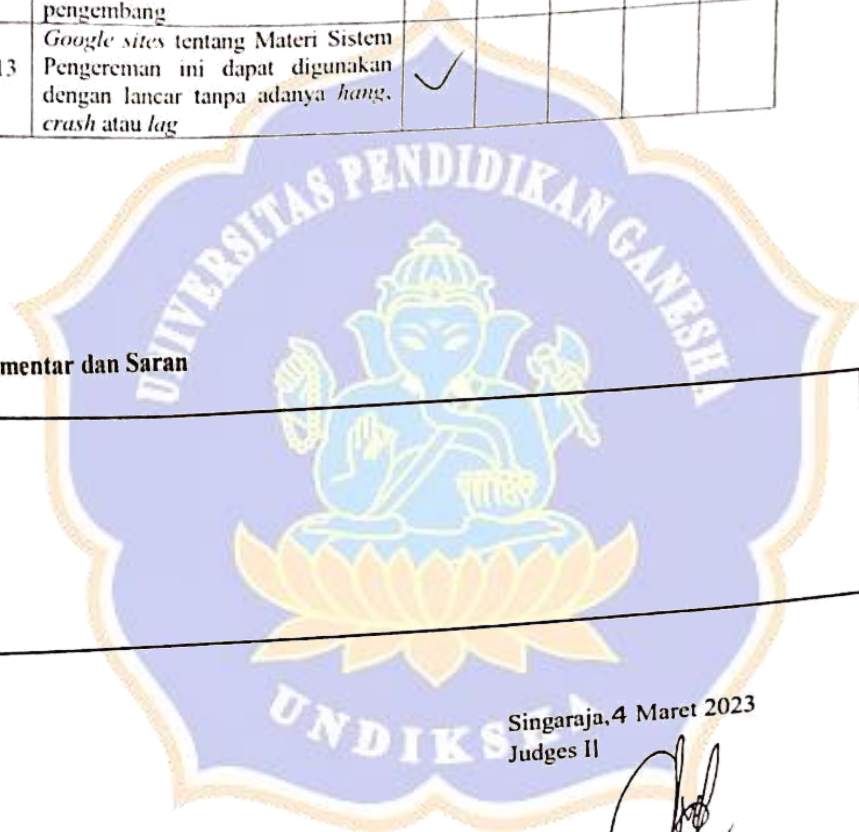 pengembang
Google sites tentang Materi Sistem
13 Pengereman ini dapat digunakan
dengan lancar tanpa adanya hang,
crash atau lag
UNIVERSITAS PENDIDIKAN GANESHA
mentar dan Saran
UNDIKSHA
Singaraja, 4 Maret 2023
Judges II